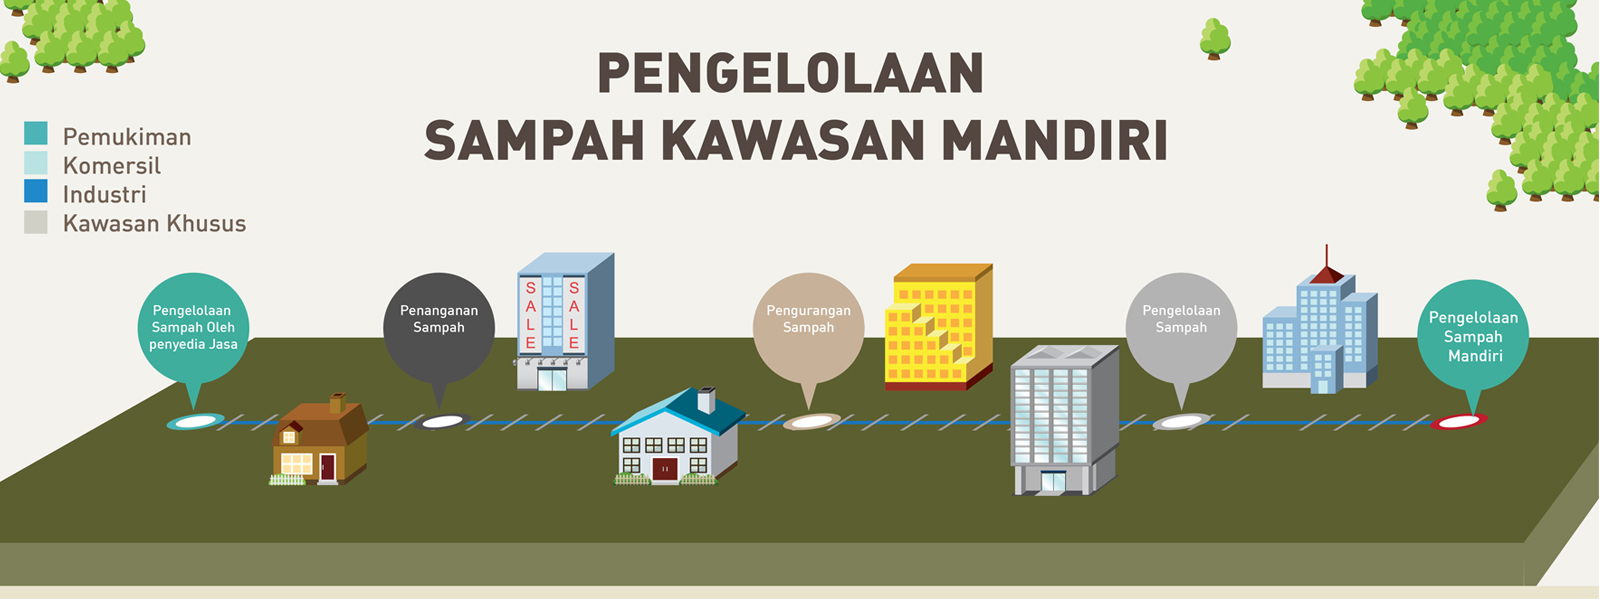 PENGELOLAAN
SAMPAH KAWASAN MANDIRI
Pemukiman
Komersil
Industri
Kawasan Khusus
Pengelolaan
Sampah Oleh
penyedia Jasa
Penanganan
Sampah
SALE
SALE
Pengurangan
Sampah
Pengelolaan
Sampah
Pengelolaan
Sampah
Mandiri